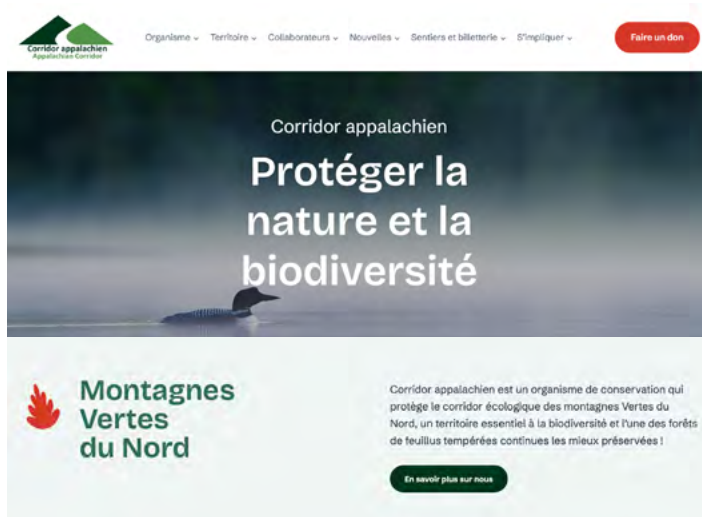 Corridor appalachien
Appalachian Corridor
Organisme
Territoire
Collaborateurs
Nouvelles
Sentiers et billetterie
S'impliquer
Faire un don
Corridor appalachien
Protéger la
nature et la
biodiversité
Montagnes
Vertes
du Nord
Corridor appalachien est un organisme de conservation qui
protège le corridor écologique des montagnes Vertes du
Nord, un territoire essentiel à la biodiversité et l'une des forêts
de feuillus tempérées continues les mieux préservées !
En savoir plus sur nous